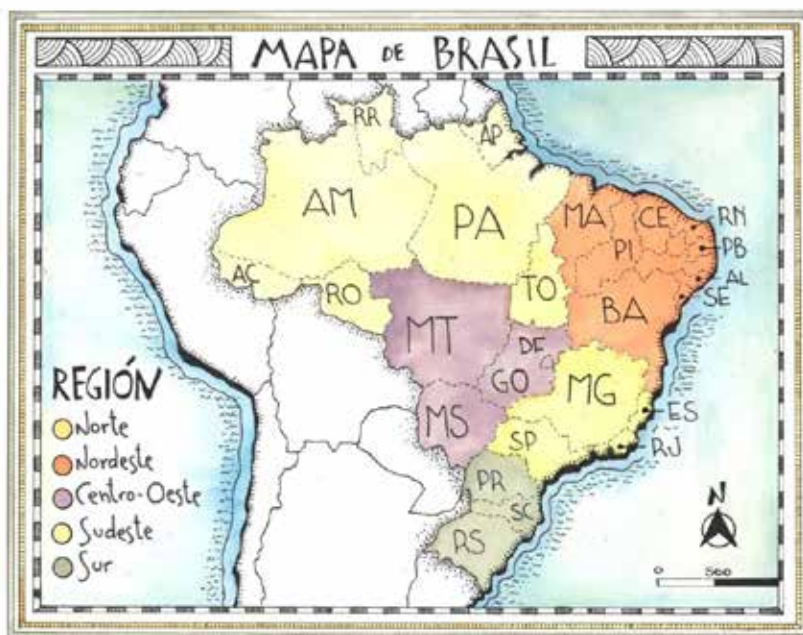 MAPA DE BRASIL
RR
AP
AM
PA
MA
CE
RN
PI
PB
AL
AC
RO
TO
SE
BA
MT
DF
GO
MG
MS
ES
SP
RJ
PR
SC
RS
REGIÓN
Norte
Nordeste
Centro-Oeste
Sudeste
Sur
N
0 500